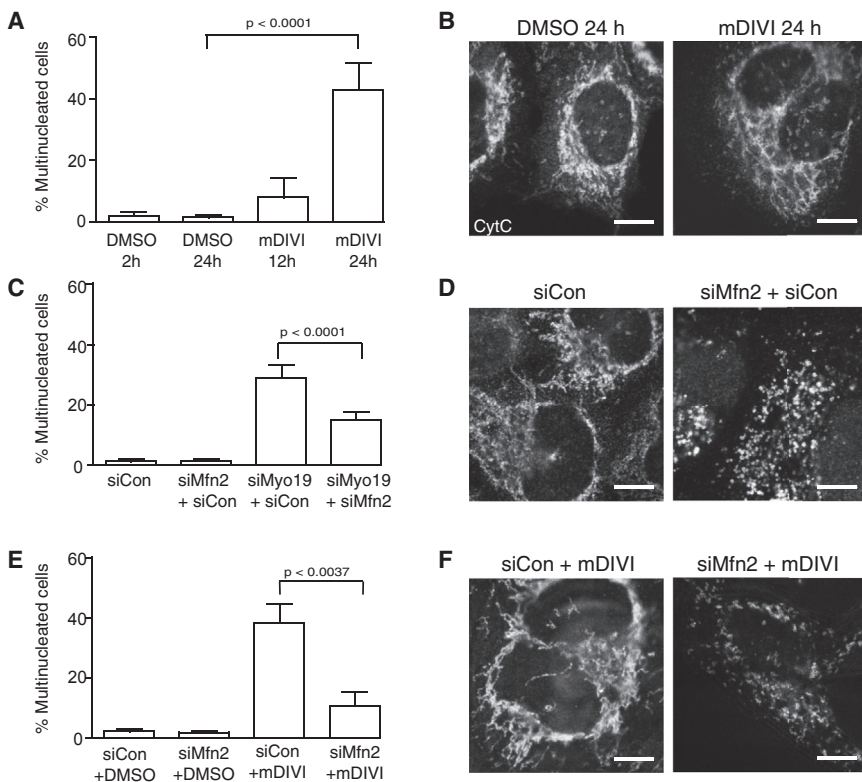 A
p < 0.0001
% Multinucleated cells
60
40
20
0
DMSO 2h
DMSO 24h
mDIVI 12h
mDIVI 24h
B
DMSO 24 h
mDIVI 24 h
CytC
C
p < 0.0001
% Multinucleated cells
60
40
20
0
siCon
siMfn2 + siCon
siMyo19 + siCon
siMyo19 + siMfn2
D
siCon
siMfn2 + siCon
E
p < 0.0037
% Multinucleated cells
60
40
20
0
siCon +DMSO
siMfn2 +DMSO
siCon +mDIVI
siMfn2 +mDIVI
F
siCon + mDIVI
siMfn2 + mDIVI